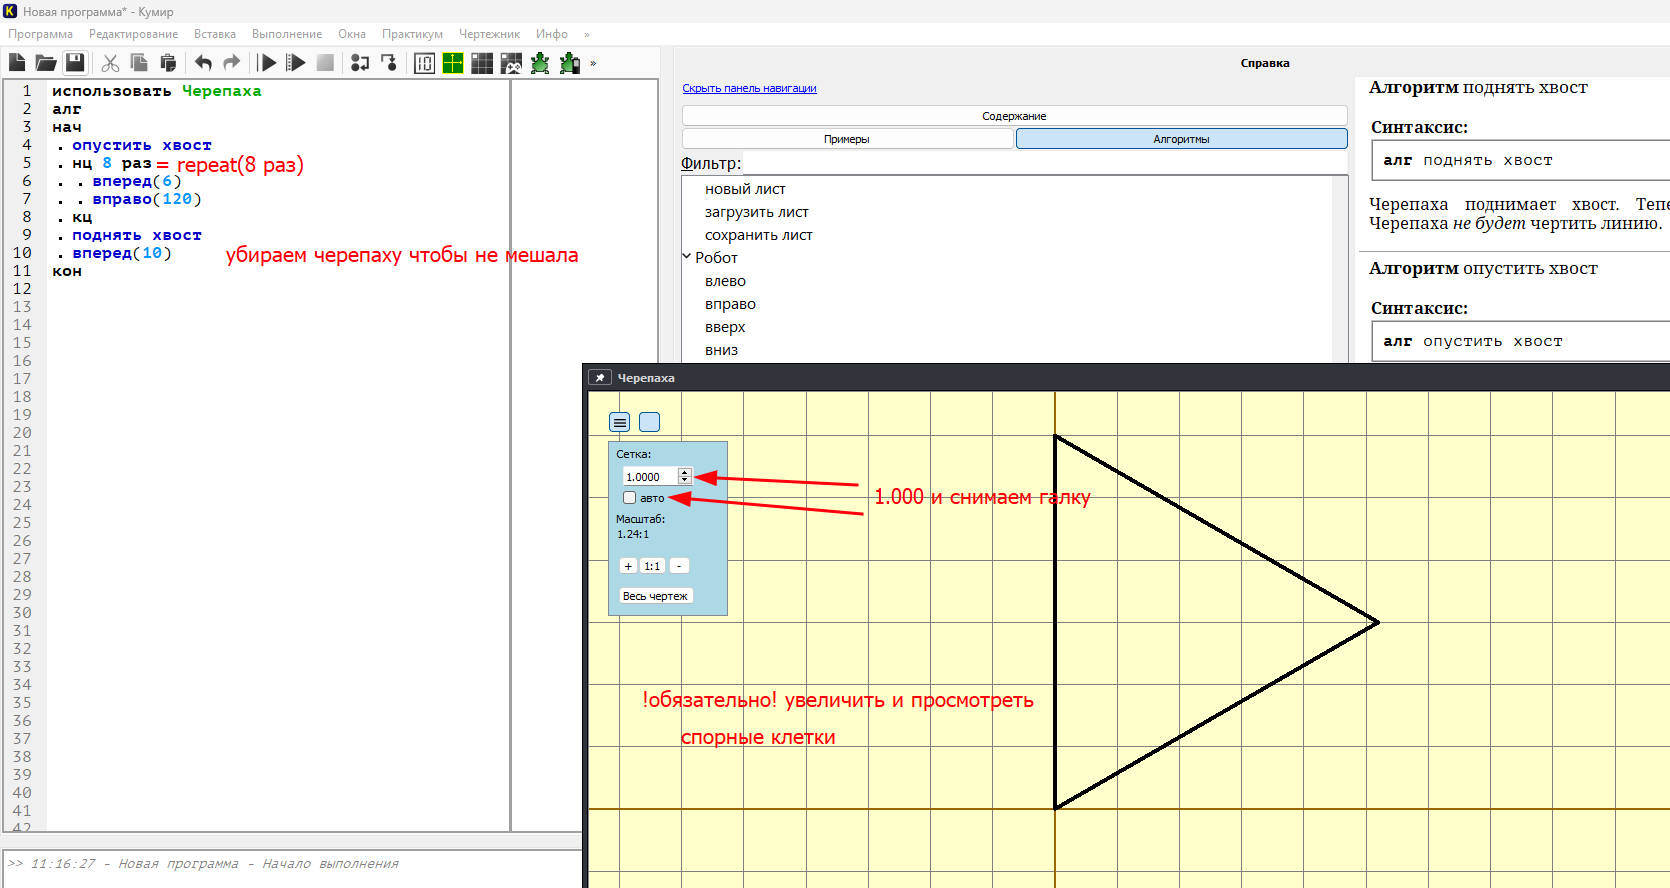 Новая программа* - Кумир
Программа Редактирование Вставка Выполнение Окна Практикум Чертежник Инфо »
»
1 использовать Черепаха
2 алг
3 нач
4 . опустить хвост
5 . нц 8 раз = repeat(8 раз)
6 . . вперед(6)
7 . . вправо(120)
8 . кц
9 . поднять хвост
10 . вперед(10) убираем черепаху чтобы не мешала
11 кон
12
13
14
15
16
17
18
19
20
21
22
23
24
25
26
27
28
29
30
31
32
33
34
35
36
37
38
39
40
41
42
>> 11:16:27 - Новая программа - Начало выполнения
Справка
Скрыть панель навигации
Содержание
Примеры Алгоритмы
Фильтр:
новый лист
загрузить лист
сохранить лист
Робот
влево
вправо
вверх
вниз
Алгоритм поднять хвост
Синтаксис:
алг поднять хвост
Черепаха поднимает хвост.
Черепаха не будет чертить линию.
Алгоритм опустить хвост
Синтаксис:
алг опустить хвост
Черепаха
Сетка:
1.0000
авто
1.000 и снимаем галку
Масштаб:
1.24:1
+ 1:1 -
Весь чертеж
!обязательно! увеличить и просмотреть
спорные клетки